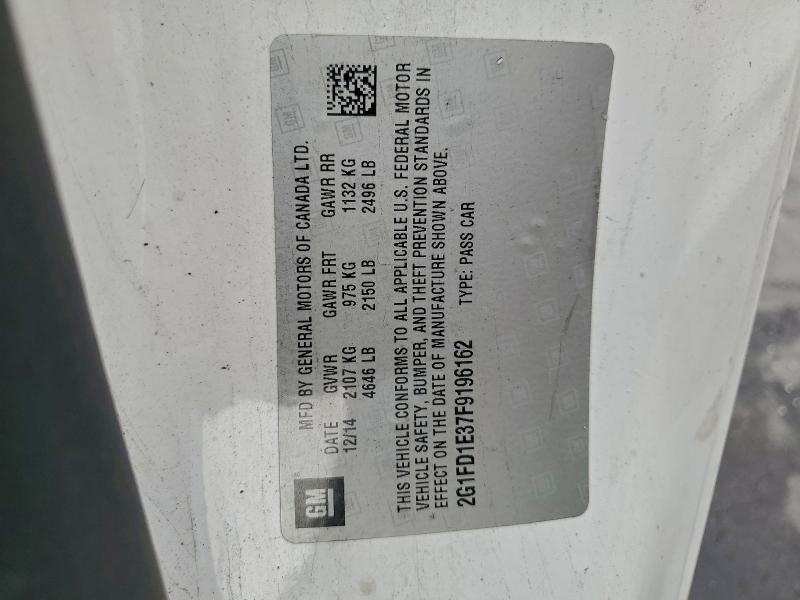 GM
MFD BY GENERAL MOTORS OF CANADA LTD.
DATE GVWR GAWR FRT GAWR RR
12/14 2107 KG 975 KG 1132 KG
4646 LB 2150 LB 2496 LB
THIS VEHICLE CONFORMS TO ALL APPLICABLE U.S. FEDERAL MOTOR
VEHICLE SAFETY, BUMPER, AND THEFT PREVENTION STANDARDS IN
EFFECT ON THE DATE OF MANUFACTURE SHOWN ABOVE.
2G1FD1E37F9196162 TYPE: PASS CAR